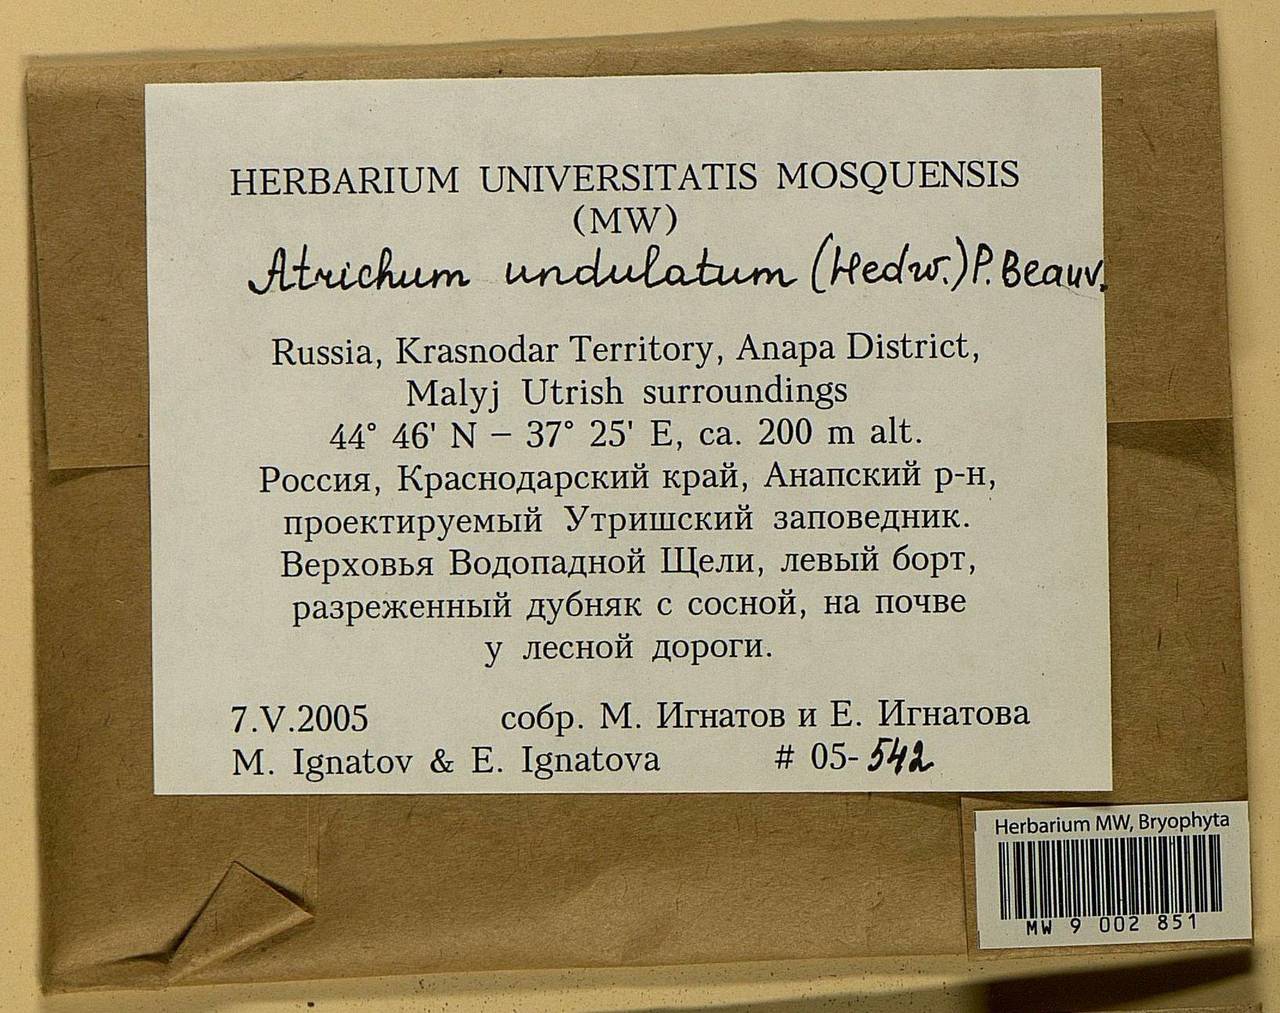 HERBARIUM UNIVERSITATIS MOSQUENSIS
(MW)
Atrichum undulatum (Hedw.) P. Beauv.
Russia, Krasnodar Territory, Anapa District,
Malyj Utrish surroundings
44° 46' N – 37° 25' E, ca. 200 m alt.
Россия, Краснодарский край, Анапский р-н,
проектируемый Утришский заповедник.
Верховья Водопадной Щели, левый борт,
разреженный дубняк с сосной, на почве
у лесной дороги.
7.V.2005 собр. М. Игнатов и Е. Игнатова
M. Ignatov & E. Ignatova # 05-542
Herbarium MW, Bryophyta
MW 9 002 851